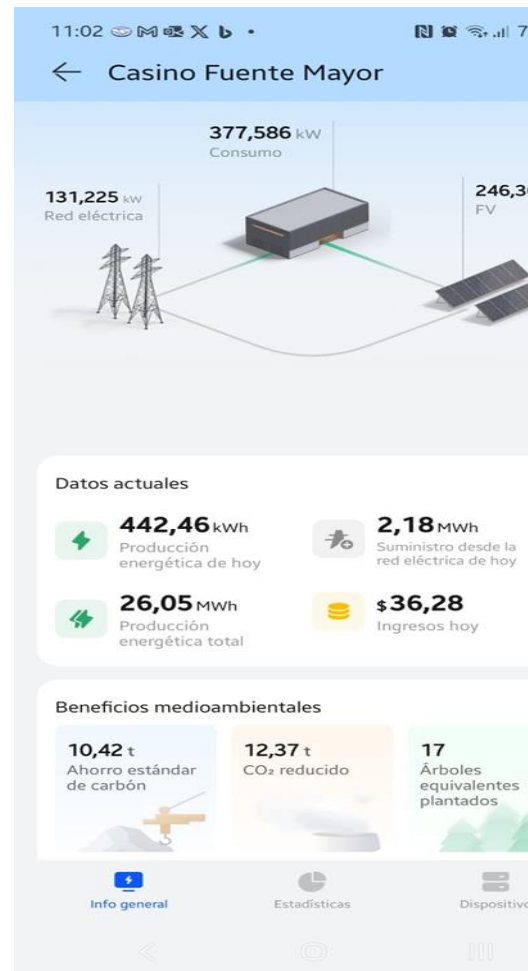 11:02
Casino Fuente Mayor
377,586 kW
Consumo
131,225 kW
Red eléctrica
246,3
FV
Datos actuales
442,46 kWh
Producción
energética de hoy
2,18 MWh
Suministro desde la
red eléctrica de hoy
26,05 MWh
Producción
energética total
$36,28
Ingresos hoy
Beneficios medioambientales
10,42 t
Ahorro estándar
de carbón
12,37 t
CO₂ reducido
17
Árboles
equivalentes
plantados
Info general
Estadísticas
Dispositivo